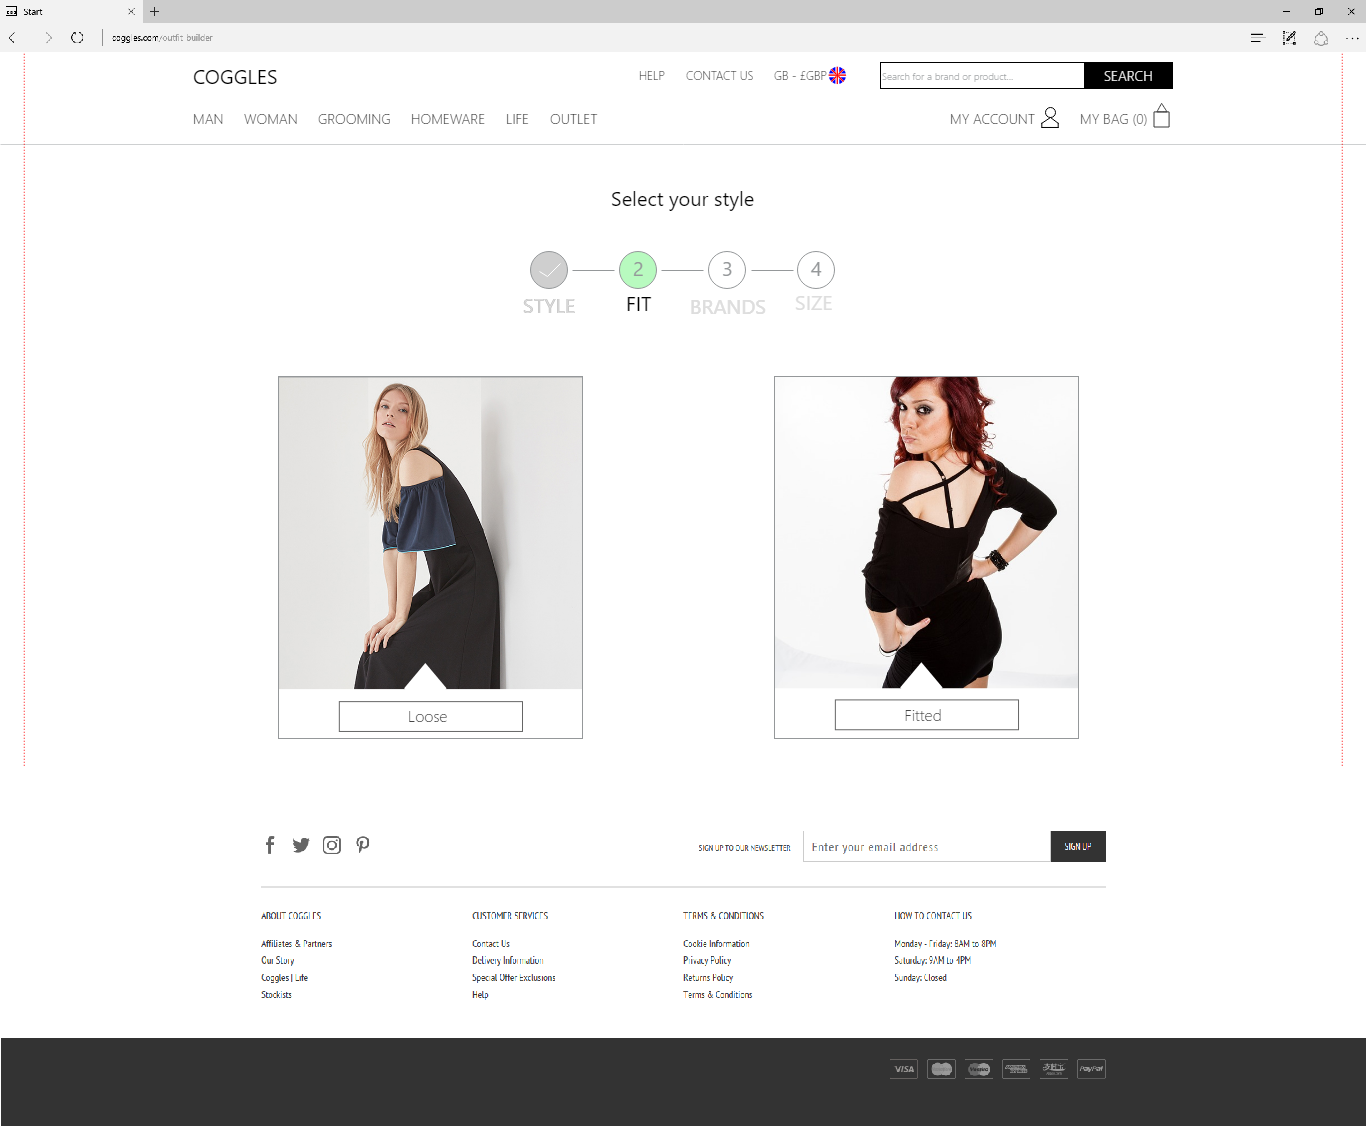 Start
coggles.com/outfit builder
COGGLES
HELP CONTACT US GB - £GBP
Search for a brand or product...
SEARCH
MAN WOMAN GROOMING HOMEWARE LIFE OUTLET
MY ACCOUNT MY BAG (0)
Select your style
2 3 4
STYLE FIT BRANDS SIZE
Loose
Fitted
SIGN UP TO OUR NEWSLETTER
Enter your email address
SIGN UP
ABOUT COGGLES
Affiliates & Partners
Our Story
Coggles | Life
Stockists
CUSTOMER SERVICES
Contact Us
Delivery Information
Special Offer Exclusions
Help
TERMS & CONDITIONS
Cookie Information
Privacy Policy
Returns Policy
Terms & Conditions
HOW TO CONTACT US
Monday - Friday: 8AM to 8PM
Saturday: 9AM to 4PM
Sunday: Closed
VISA
PayPal